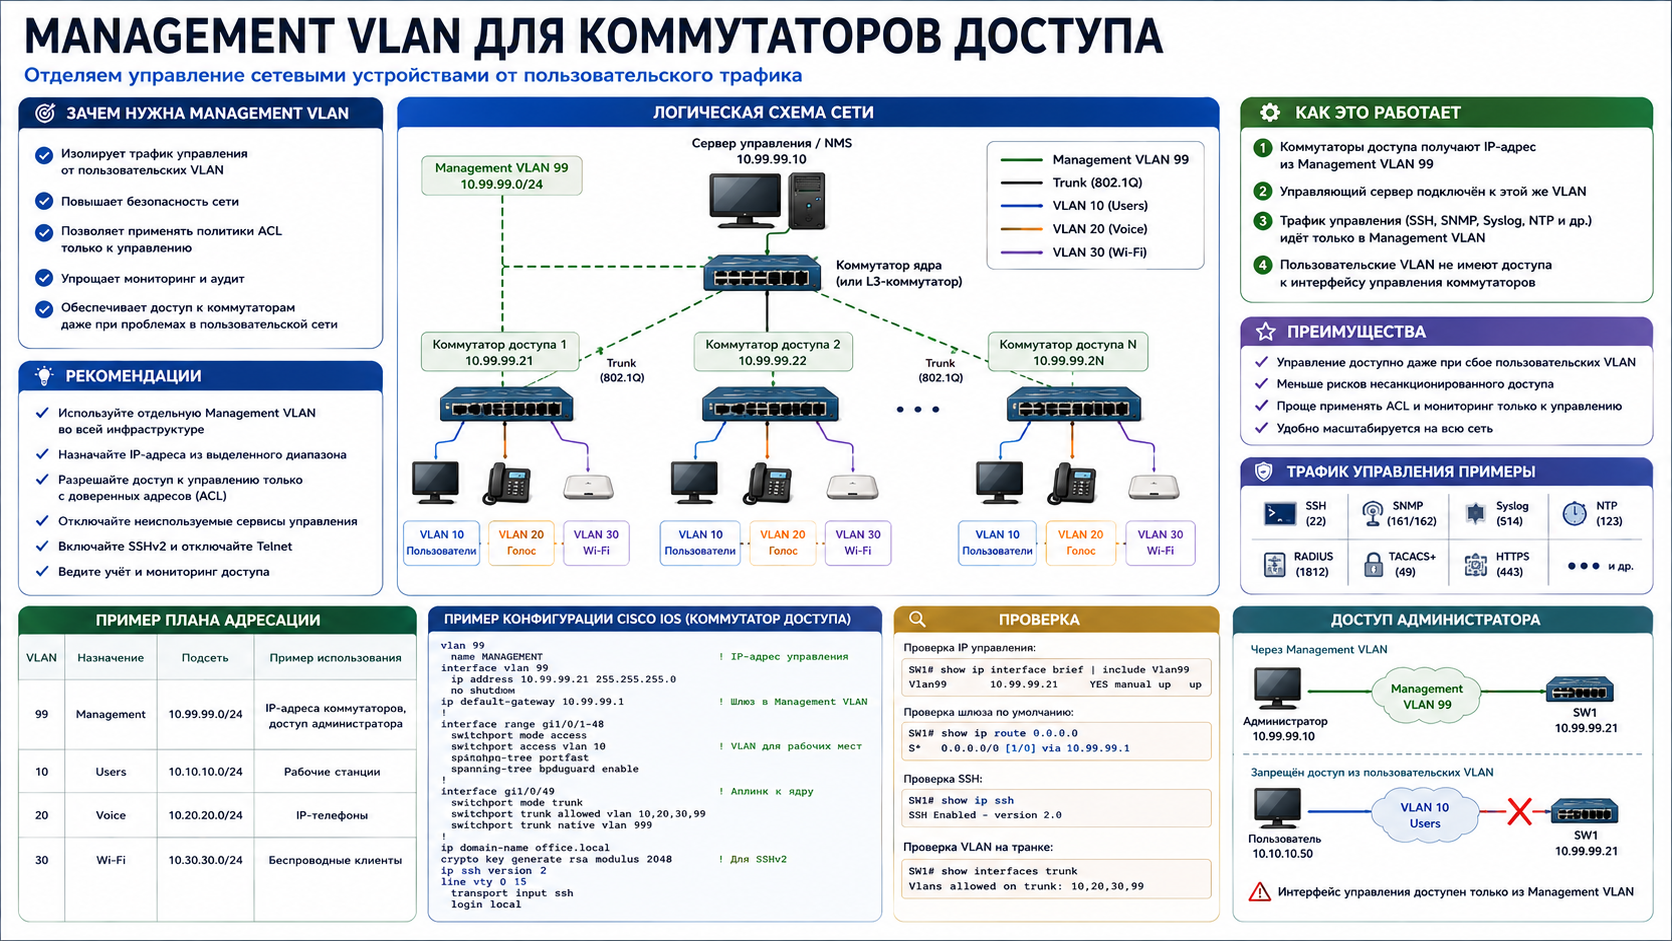 MANAGEMENT VLAN ДЛЯ КОММУТАТОРОВ ДОСТУПА
Отделяем управление сетевыми устройствами от пользовательского трафика
ЗАЧЕМ НУЖНА MANAGEMENT VLAN
Изолирует трафик управления
от пользовательских VLAN
Повышает безопасность сети
Позволяет применять политики ACL
только к управлению
Упрощает мониторинг и аудит
Обеспечивает доступ к коммутаторам
даже при проблемах в пользовательской сети
РЕКОМЕНДАЦИИ
Используйте отдельную Management VLAN
во всей инфраструктуре
Назначайте IP-адреса из выделенного диапазона
Разрешайте доступ к управлению только
с доверенных адресов (ACL)
Отключайте неиспользуемые сервисы управления
Включайте SSHv2 и отключайте Telnet
Ведите учёт и мониторинг доступа
ЛОГИЧЕСКАЯ СХЕМА СЕТИ
Management VLAN 99
10.99.99.0/24
Сервер управления / NMS
10.99.99.10
Management VLAN 99
Trunk (802.1Q)
VLAN 10 (Users)
VLAN 20 (Voice)
VLAN 30 (Wi-Fi)
Коммутатор ядра
(или L3-коммутатор)
Коммутатор доступа 1
10.99.99.21
Trunk
(802.1Q)
Коммутатор доступа 2
10.99.99.22
Trunk
(802.1Q)
Коммутатор доступа N
10.99.99.2N
VLAN 10
Пользователи
VLAN 20
Голос
VLAN 30
Wi-Fi
VLAN 10
Пользователи
VLAN 20
Голос
VLAN 30
Wi-Fi
VLAN 10
Пользователи
VLAN 20
Голос
VLAN 30
Wi-Fi
КАК ЭТО РАБОТАЕТ
1 Коммутаторы доступа получают IP-адрес
из Management VLAN 99
2 Управляющий сервер подключён к этой же VLAN
3 Трафик управления (SSH, SNMP, Syslog, NTP и др.)
идёт только в Management VLAN
4 Пользовательские VLAN не имеют доступа
к интерфейсу управления коммутаторов
ПРЕИМУЩЕСТВА
Управление доступно даже при сбое пользовательских VLAN
Меньше рисков несанкционированного доступа
Проще применять ACL и мониторинг только к управлению
Удобно масштабируется на всю сеть
ТРАФИК УПРАВЛЕНИЯ ПРИМЕРЫ
SSH
(22)
SNMP
(161/162)
Syslog
(514)
NTP
(123)
RADIUS
(1812)
TACACS+
(49)
HTTPS
(443)
и др.
ПРИМЕР ПЛАНА АДРЕСАЦИИ
VLAN Назначение Подсеть Пример использования
99 Management 10.99.99.0/24 IP-адреса коммутаторов,
доступ администратора
10 Users 10.10.10.0/24 Рабочие станции
20 Voice 10.20.20.0/24 IP-телефоны
30 Wi-Fi 10.30.30.0/24 Беспроводные клиенты
ПРИМЕР КОНФИГУРАЦИИ CISCO IOS (КОММУТАТОР ДОСТУПА)
vlan 99
name MANAGEMENT ! IP-адрес управления
interface vlan 99
ip address 10.99.99.21 255.255.255.0
no
ip default-gateway 10.99.99.1 ! Шлюз в Management VLAN
!
interface range gi1/0/1-48
switchport mode access
switchport access vlan 10 ! VLAN для рабочих мест
portfast
spanning-tree bpduguard enable
!
interface gi1/0/49 ! Аплинк к ядру
switchport mode trunk
switchport trunk allowed vlan 10,20,30,99
switchport trunk native vlan 999
!
ip domain-name office.local
crypto key generate rsa modulus 2048 ! Для SSHv2
ip ssh version 2
line vty 0 15
transport input ssh
login local
ПРОВЕРКА
Проверка IP управления:
SW1# show ip interface brief | include Vlan99
Vlan99 10.99.99.21 YES manual up up
Проверка шлюза по умолчанию:
SW1# show ip route 0.0.0.0
S* 0.0.0.0/0 [1/0] via 10.99.99.1
Проверка SSH:
SW1# show ip ssh
SSH Enabled - version 2.0
Проверка VLAN на транке:
SW1# show interfaces trunk
Vlans allowed on trunk: 10,20,30,99
ДОСТУП АДМИНИСТРАТОРА
Через Management VLAN
Management
VLAN 99
Администратор
10.99.99.10
SW1
10.99.99.21
Запрещён доступ из пользовательских VLAN
VLAN 10
Users
Пользователь
10.10.10.50
SW1
10.99.99.21
Интерфейс управления доступен только из Management VLAN